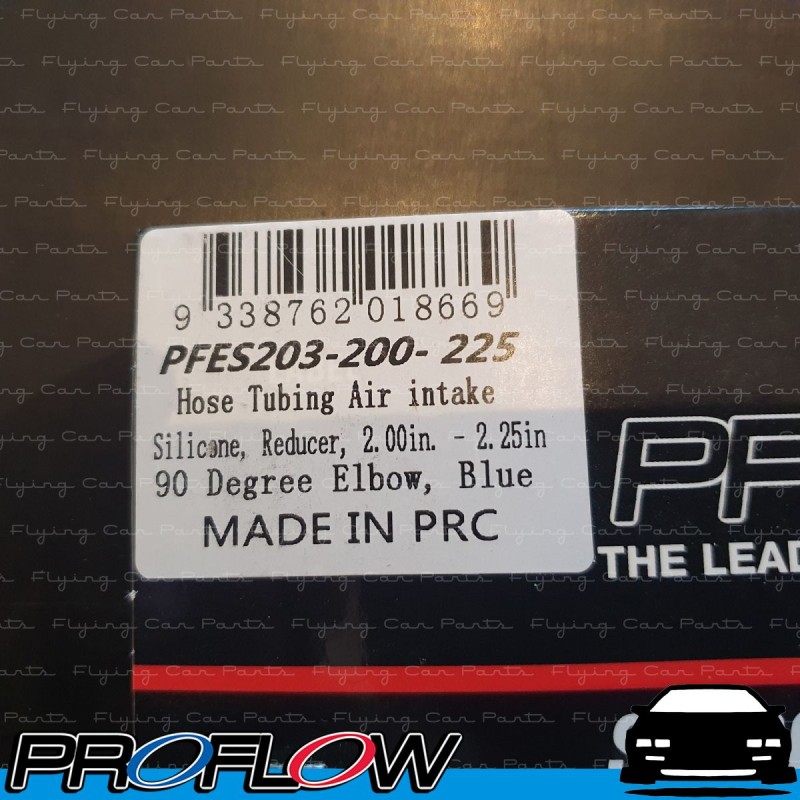 9 338762 018669
PFES203-200- 225
Hose Tubing Air intake
Silicone, Reducer, 2.00in. - 2.25in
90 Degree Elbow, Blue
MADE IN PRC
PF
THE LEAD
PROFLOW
Flying Car Parts